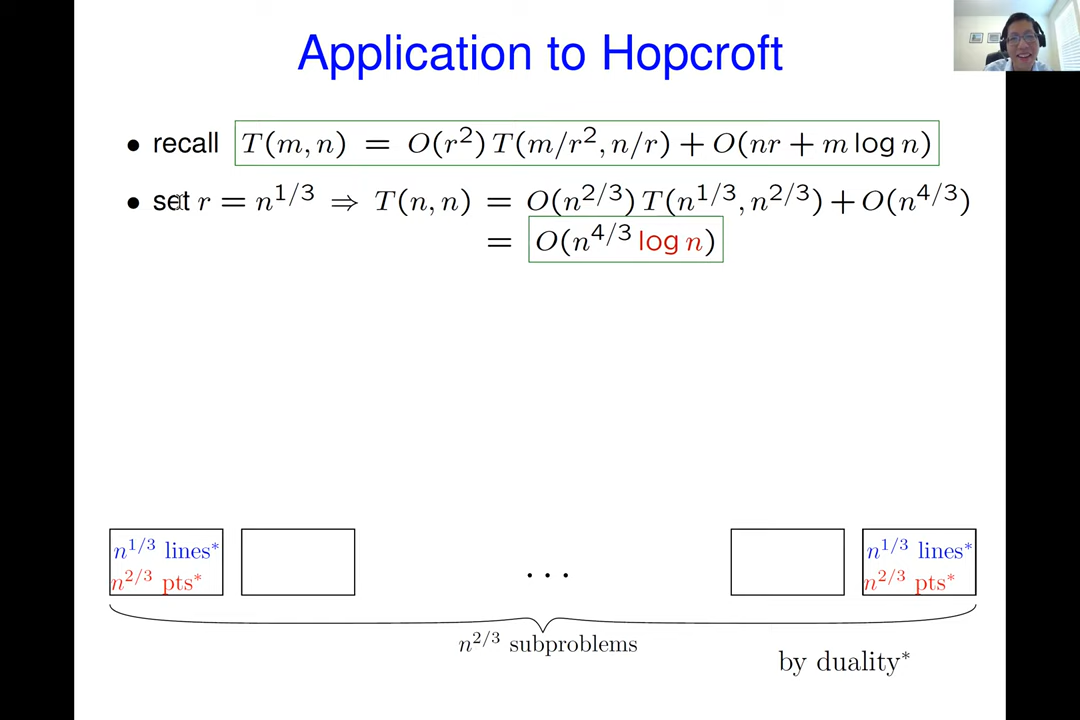 Application to Hopcroft
• recall T(m, n) = O(r²) T(m/r², n/r) + O(nr + m log n)
• set r = n^{1/3} ⇒ T(n, n) = O(n^{2/3}) T(n^{1/3}, n^{2/3}) + O(n^{4/3})
= O(n^{4/3} log n)
n^{1/3} lines* n^{1/3} lines*
n^{2/3} pts* ··· n^{2/3} pts*
n^{2/3} subproblems
by duality*